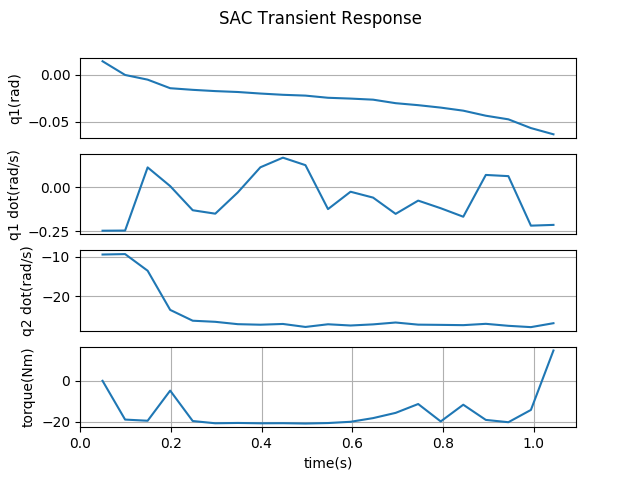 SAC Transient Response
q1(rad)
0.00
−0.05
q1 dot(rad/s)
0.00
−0.25
q2 dot(rad/s)
−10
−20
torque(Nm)
0
−20
0.0 0.2 0.4 0.6 0.8 1.0
time(s)